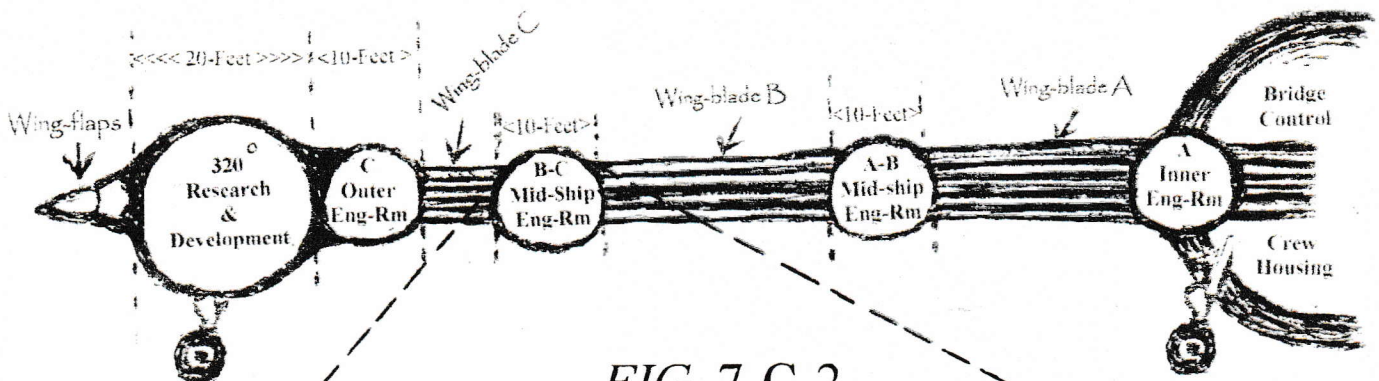 <<<< 20-Feet >>>>
<10-Feet >
Wing-blade C
Wing-flaps
<10-Feet>
Wing-blade B
<10-Feet>
Wing-blade A
Bridge
Control
320°
Research
&
Development
C
Outer
Eng-Rm
B-C
Mid-Ship
Eng-Rm
A-B
Mid-ship
Eng-Rm
A
Inner
Eng-Rm
Crew
Housing
FIG. 7-C-2